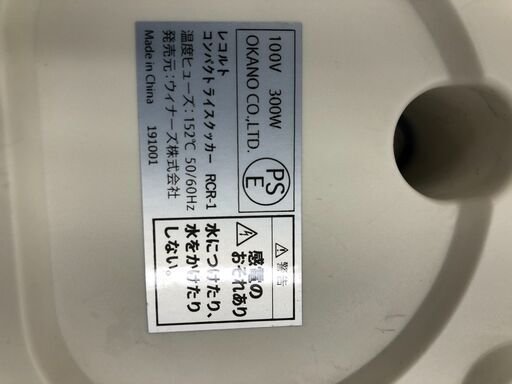 レコルト
コンパクトライスクッカー RCR-1
温度ヒューズ：152℃ 50/60Hz
発売元：ウィナーズ株式会社
Made in China 191001
100V 300W
OKANO CO.,LTD.
PS
E
警告
感電の
おそれあり
水につけたり、
水をかけたり
しない。